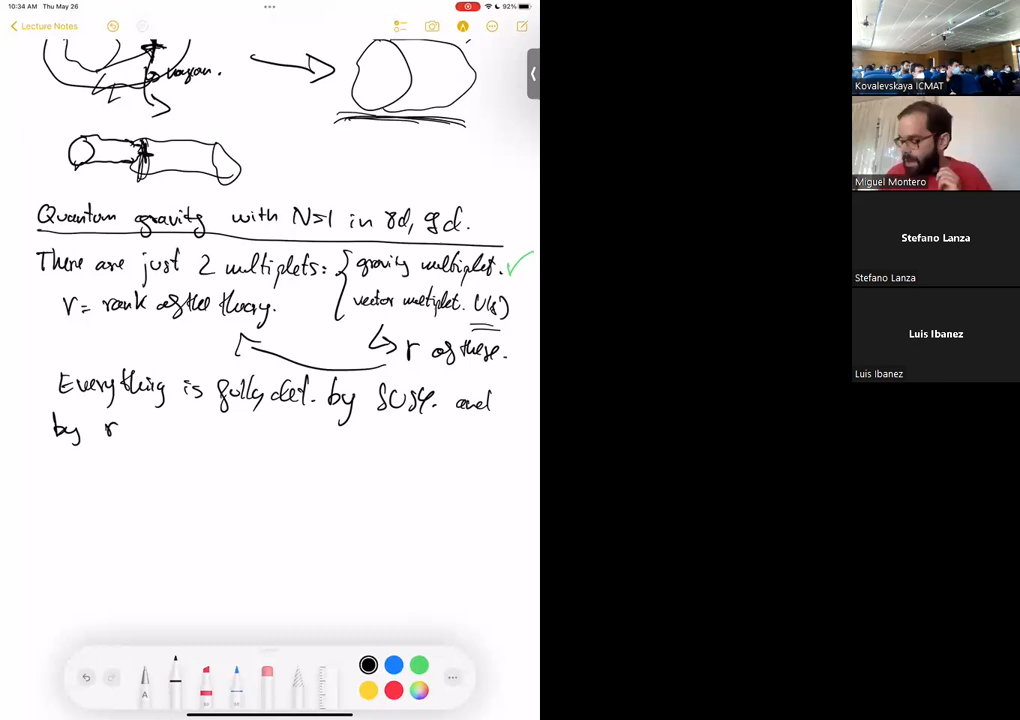 10:34 AM Thu May 26
92%
Lecture Notes
Quantum gravity with N=1 in 8d, 9d.
There are just 2 multiplets: { gravity multiplet. ✓
r = rank of the theory.
vector multiplet. U(1)
↳ r of these.
Everything is fully det. by SUSY. and
by r
A
Kovalevskaya ICMAT
Miguel Montero
Stefano Lanza
Stefano Lanza
Luis Ibanez
Luis Ibanez